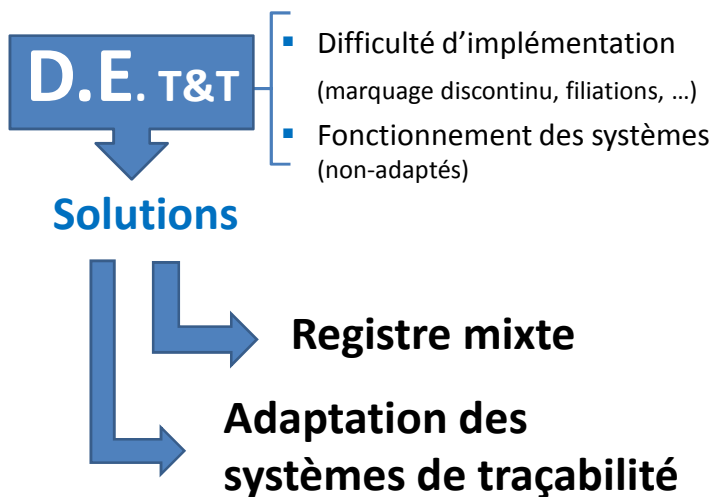 D.E. T&T
▪ Difficulté d’implémentation
(marquage discontinu, filiations, …)
▪ Fonctionnement des systèmes
(non-adaptés)
Solutions
Registre mixte
Adaptation des
systèmes de traçabilité